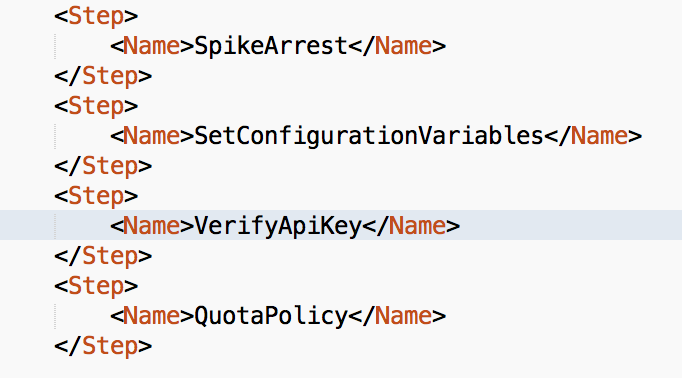 <Step>
<Name>SpikeArrest</Name>
</Step>
<Step>
<Name>SetConfigurationVariables</Name>
</Step>
<Step>
<Name>VerifyApiKey</Name>
</Step>
<Step>
<Name>QuotaPolicy</Name>
</Step>